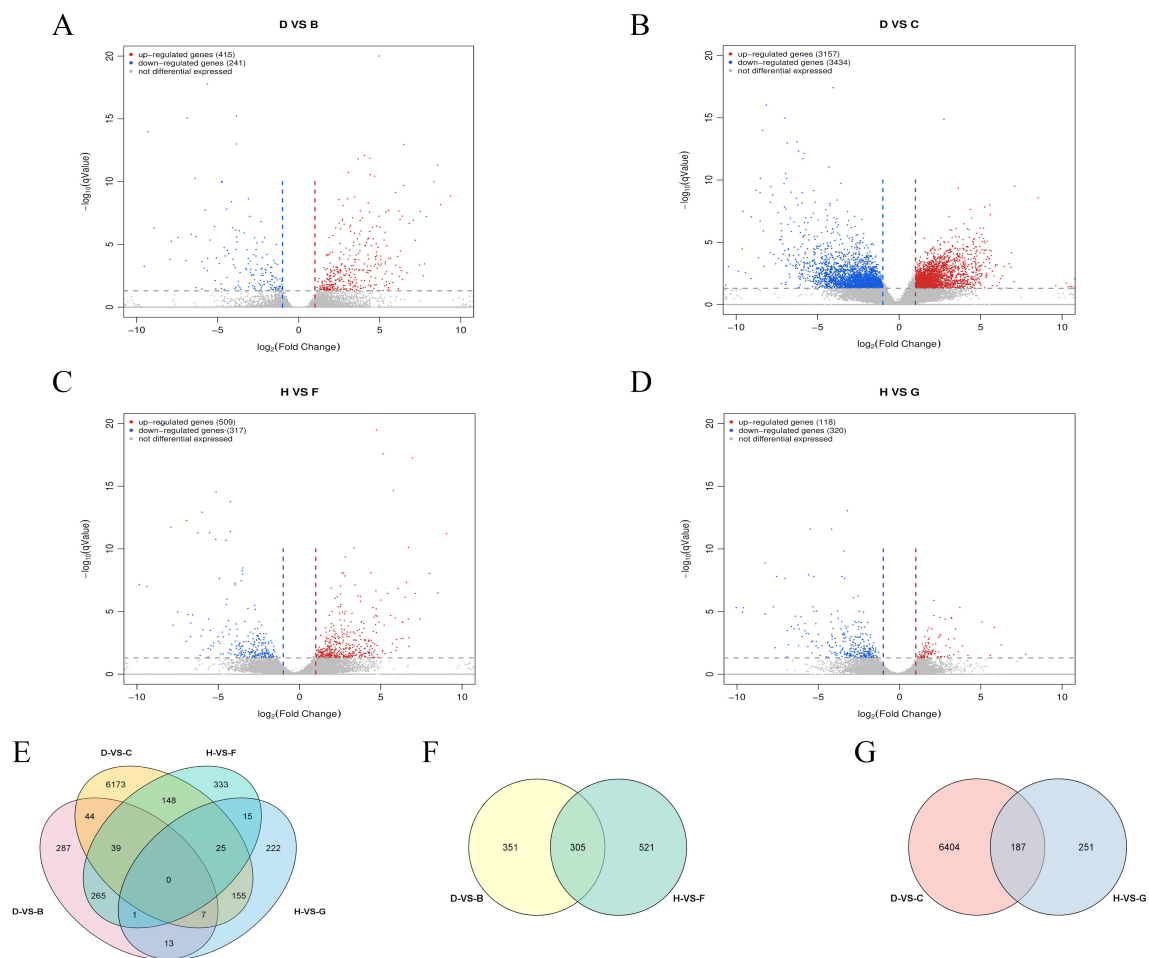 A
D VS B
up-regulated genes (415)
down-regulated genes (241)
not differential expressed
20
15
10
5
0
−log10(qValue)
−10 −5 0 5 10
log2(Fold Change)
B
D VS C
up-regulated genes (3157)
down-regulated genes (3434)
not differential expressed
20
15
10
5
0
−log10(qValue)
−10 −5 0 5 10
log2(Fold Change)
C
H VS F
up-regulated genes (509)
down-regulated genes (317)
not differential expressed
20
15
10
5
0
−log10(qValue)
−10 −5 0 5 10
log2(Fold Change)
D
H VS G
up-regulated genes (118)
down-regulated genes (320)
not differential expressed
20
15
10
5
0
−log10(qValue)
−10 −5 0 5 10
log2(Fold Change)
E
D-VS-C H-VS-F
6173 333
148
44 15
287 39 25 222
0
265 155
1 7
D-VS-B H-VS-G
13
F
351 305 521
D-VS-B H-VS-F
G
6404 187 251
D-VS-C H-VS-G